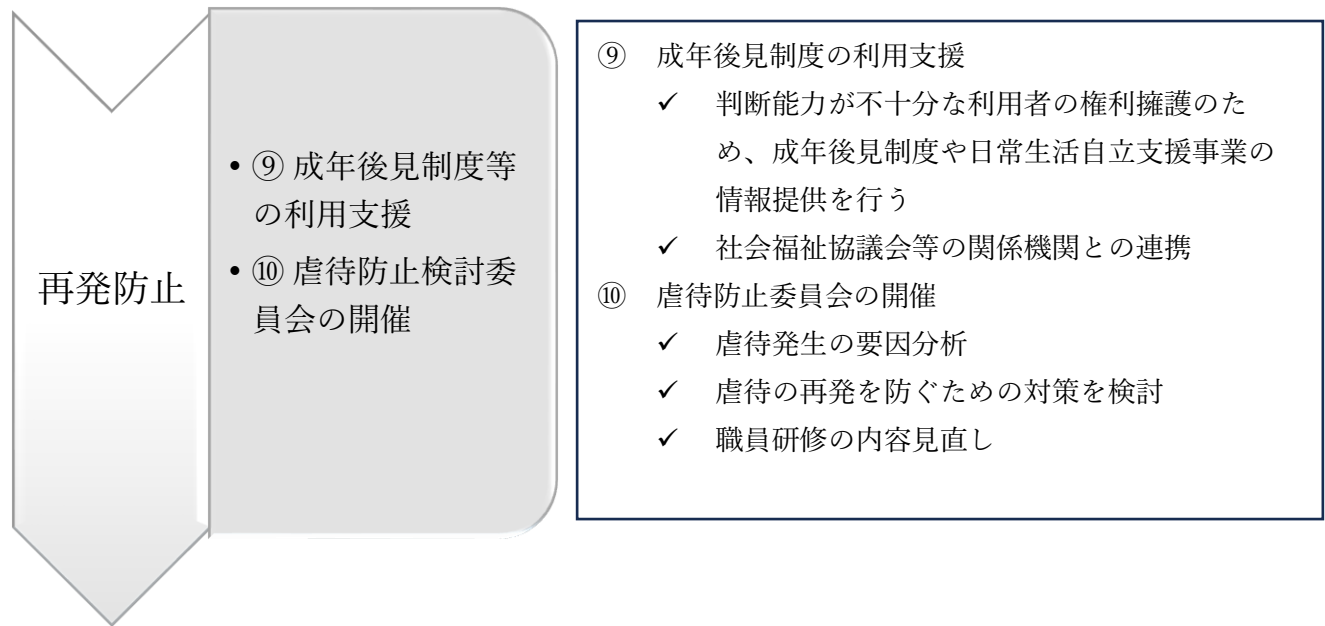 再発防止
• ⑨ 成年後見制度等
の利用支援
• ⑩ 虐待防止検討委
員会の開催
⑨ 成年後見制度の利用支援
✓ 判断能力が不十分な利用者の権利擁護のた
め、成年後見制度や日常生活自立支援事業の
情報提供を行う
✓ 社会福祉協議会等の関係機関との連携
⑩ 虐待防止委員会の開催
✓ 虐待発生の要因分析
✓ 虐待の再発を防ぐための対策を検討
✓ 職員研修の内容見直し